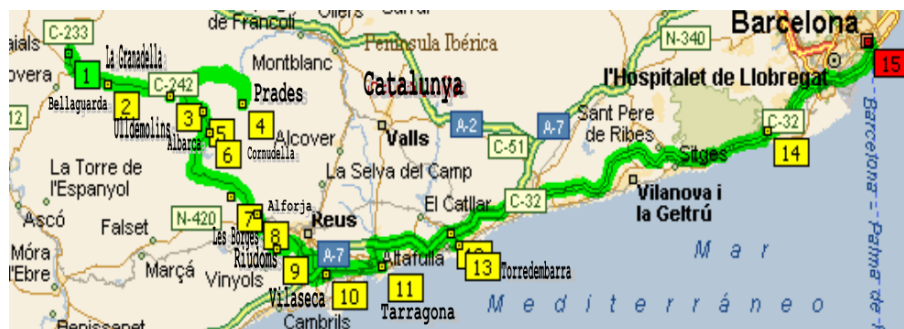 C-233
de Francolí
N-340
Barcelona
La Granadella
Montblanc
Península Ibérica
l'Hospitalet de Llobregat
15
1
C-242
Prades
Catalunya
Bellaguarda
2
Ulldemolins
3
4
A-2
A-7
Sant Pere
de Ribes
C-32
12
Albarca
5
Alcover
Valls
C-51
6
Cornudella
14
La Torre de
l'Espanyol
La Selva del Camp
Sitges
Vilanova i
la Geltrú
Ascó
Falset
N-420
Alforja
7
Reus
El Catllar
C-32
Les Borges
8
Móra
l'Ebre
Marçá
Riudoms
A-7
Altafulla
Mar
Vinyols
9
13
Torredembarra
Vilaseca
10
11
Tarragona
Mediterráneo
Cambrils
Barcelona - Palma de